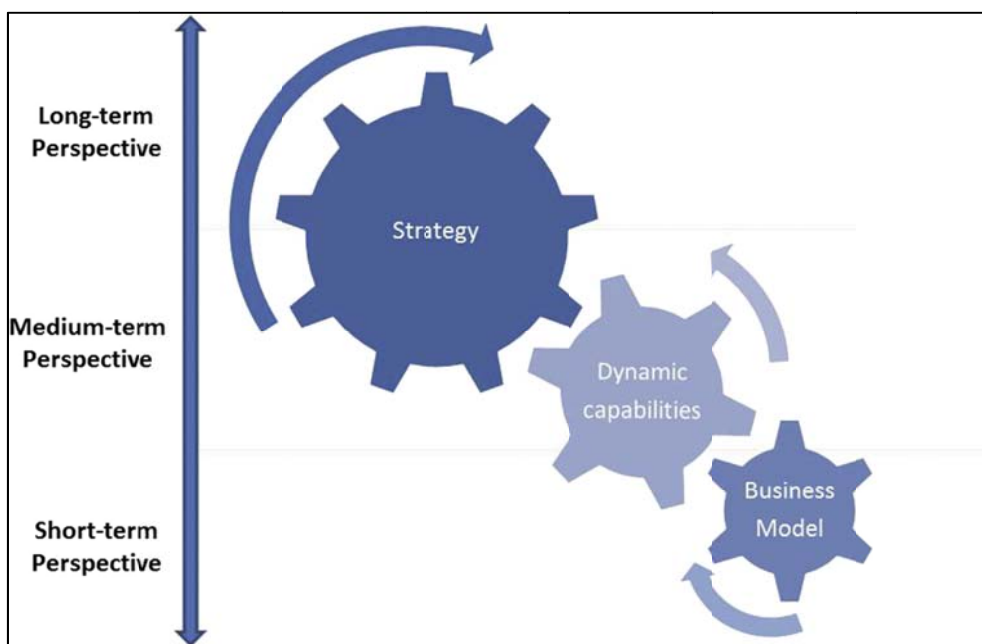 Long-term
Perspective
Strategy
Medium-term
Perspective
Dynamic
capabilities
Business
Model
Short-term
Perspective